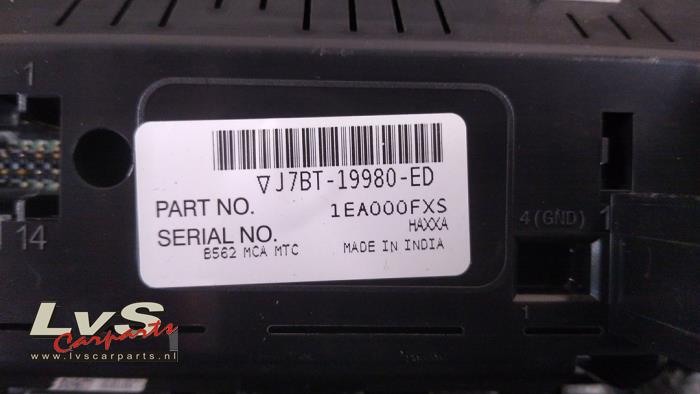 1
▽J7BT-19980-ED
PART NO. 1EA000FXS
SERIAL NO. HAXXA
B562 MCA MTC MADE IN INDIA
4(GND) 1
T 14
1
LvS
Carparts
www.lvscarparts.nl